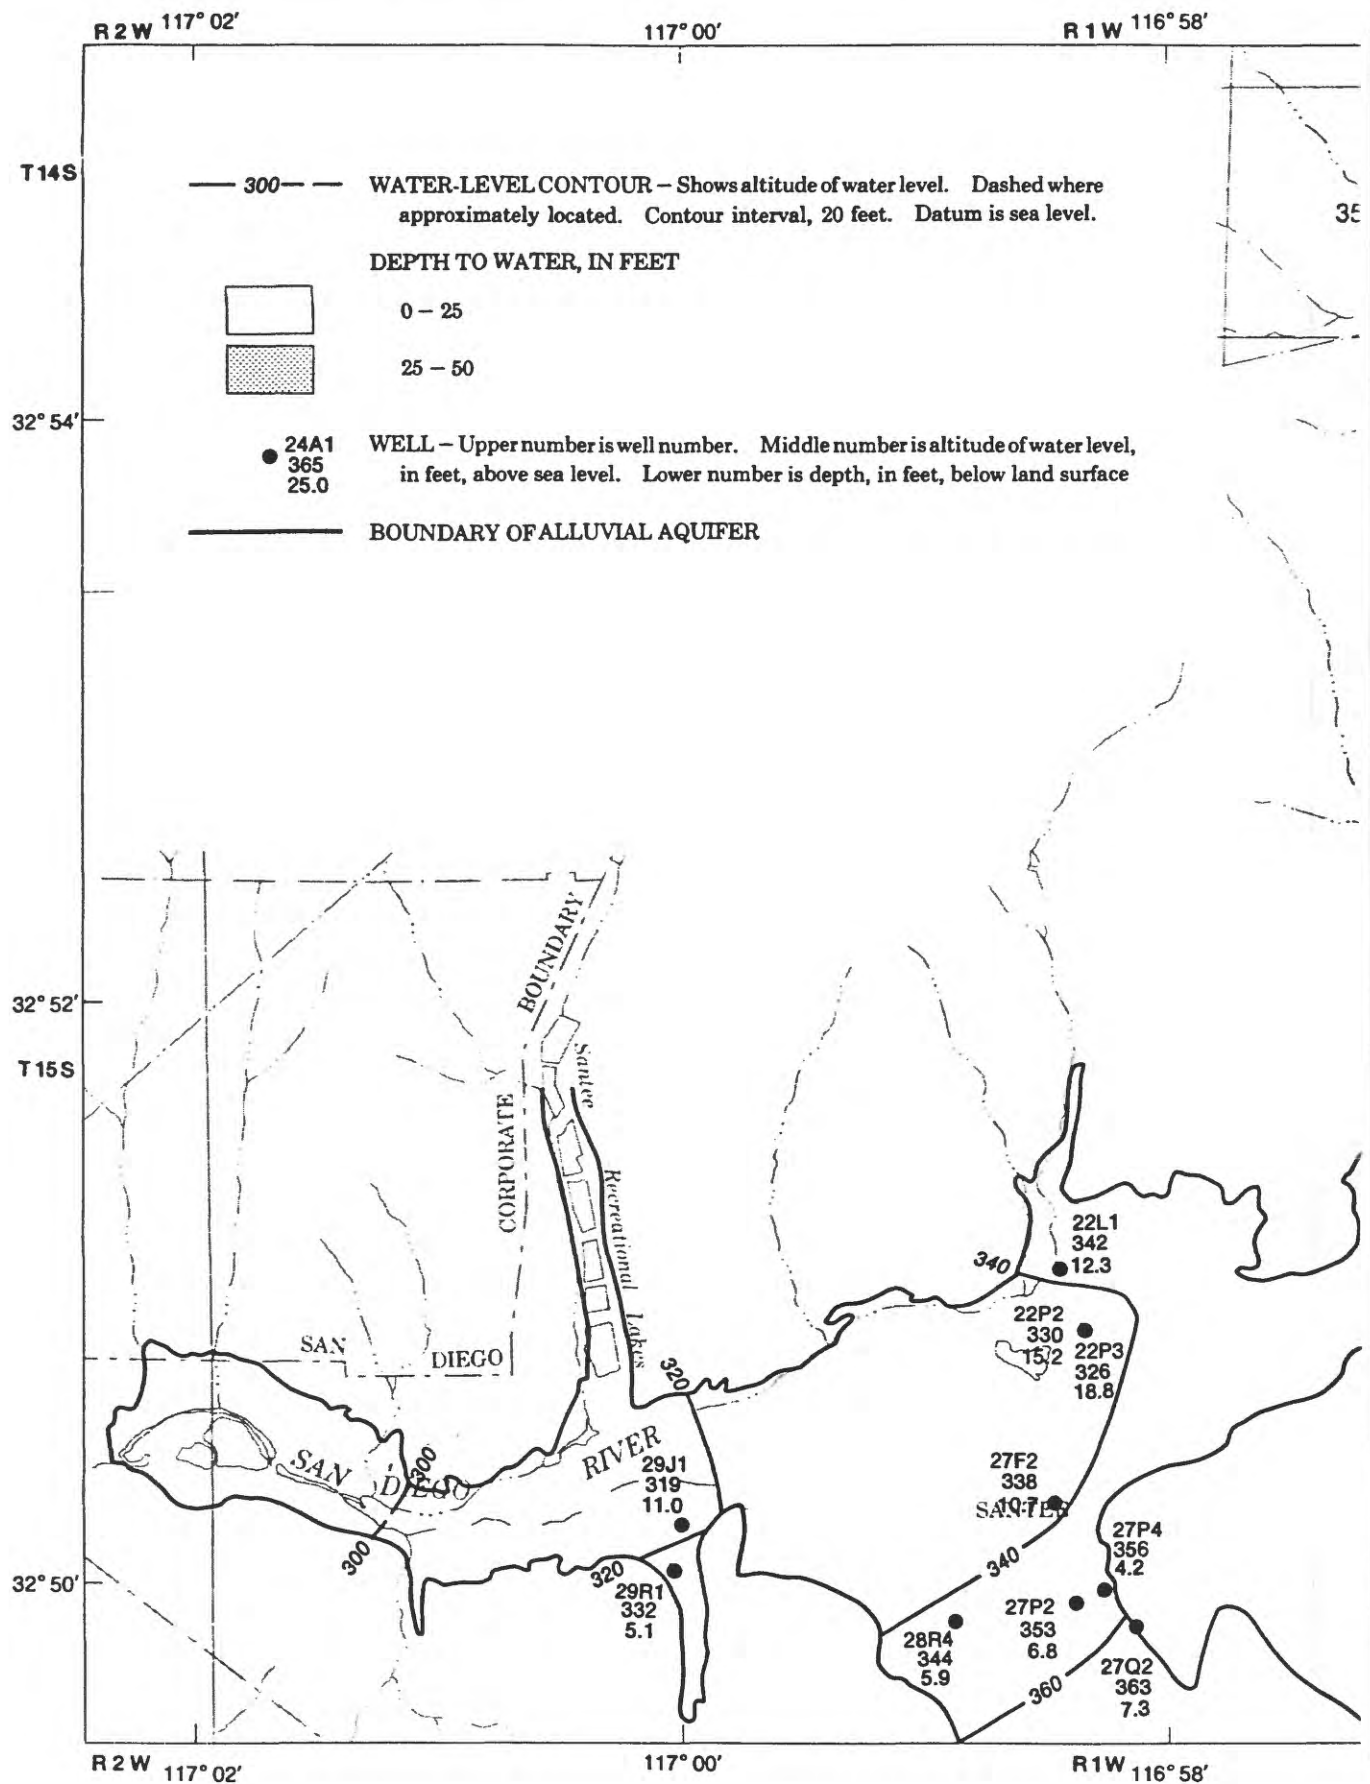 R 2 W 117° 02′ 117° 00′ R 1 W 116° 58′
T 14 S
300 WATER-LEVEL CONTOUR – Shows altitude of water level. Dashed where
approximately located. Contour interval, 20 feet. Datum is sea level.
DEPTH TO WATER, IN FEET
0 – 25
25 – 50
32° 54′
24A1
365
25.0
WELL – Upper number is well number. Middle number is altitude of water level,
in feet, above sea level. Lower number is depth, in feet, below land surface
BOUNDARY OF ALLUVIAL AQUIFER
32° 52′
T 15 S
CORPORATE BOUNDARY
Santee Recreational Lakes
SAN DIEGO
340
22L1
342
12.3
22P2
330
15.2
22P3
326
18.8
320
SAN DIEGO RIVER
300
300
29J1
319
11.0
27F2
338
10.7
SANTEE
27P4
356
4.2
340
32° 50′
320
29R1
332
5.1
28R4
344
5.9
27P2
353
6.8
360
27Q2
363
7.3
R 2 W 117° 02′ 117° 00′ R 1 W 116° 58′